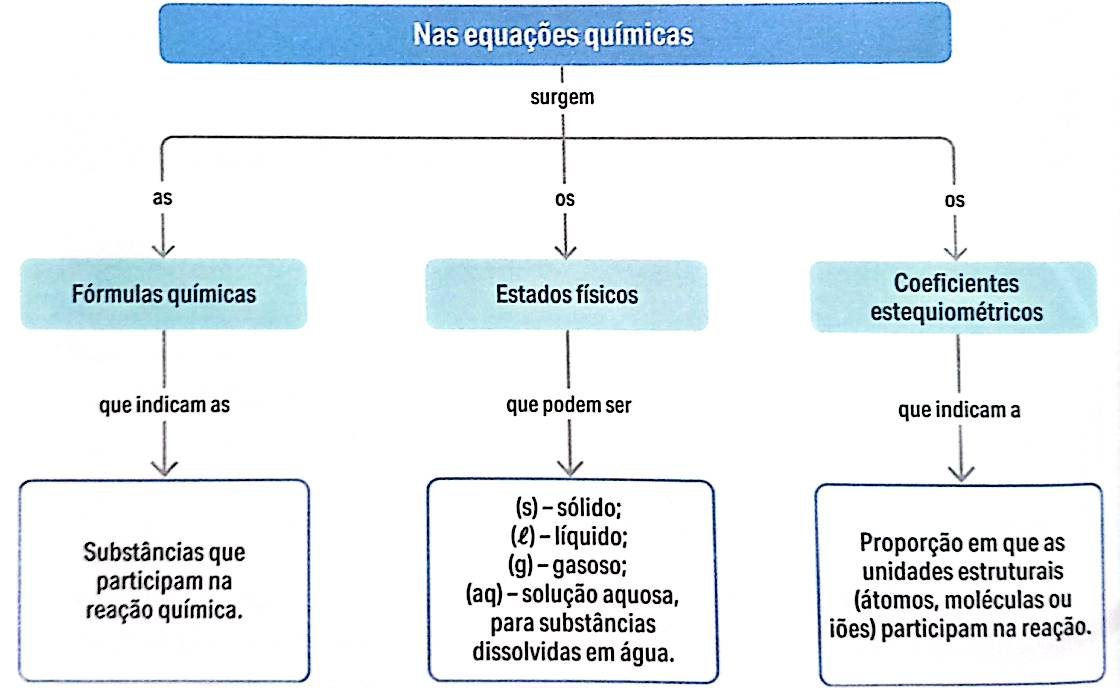 Nas equações químicas
surgem
as
os
os
Fórmulas químicas
Estados físicos
Coeficientes
estequiométricos
que indicam as
que podem ser
que indicam a
Substâncias que
participam na
reação química.
(s) – sólido;
(ℓ) – líquido;
(g) – gasoso;
(aq) – solução aquosa,
para substâncias
dissolvidas em água.
Proporção em que as
unidades estruturais
(átomos, moléculas ou
iões) participam na reação.